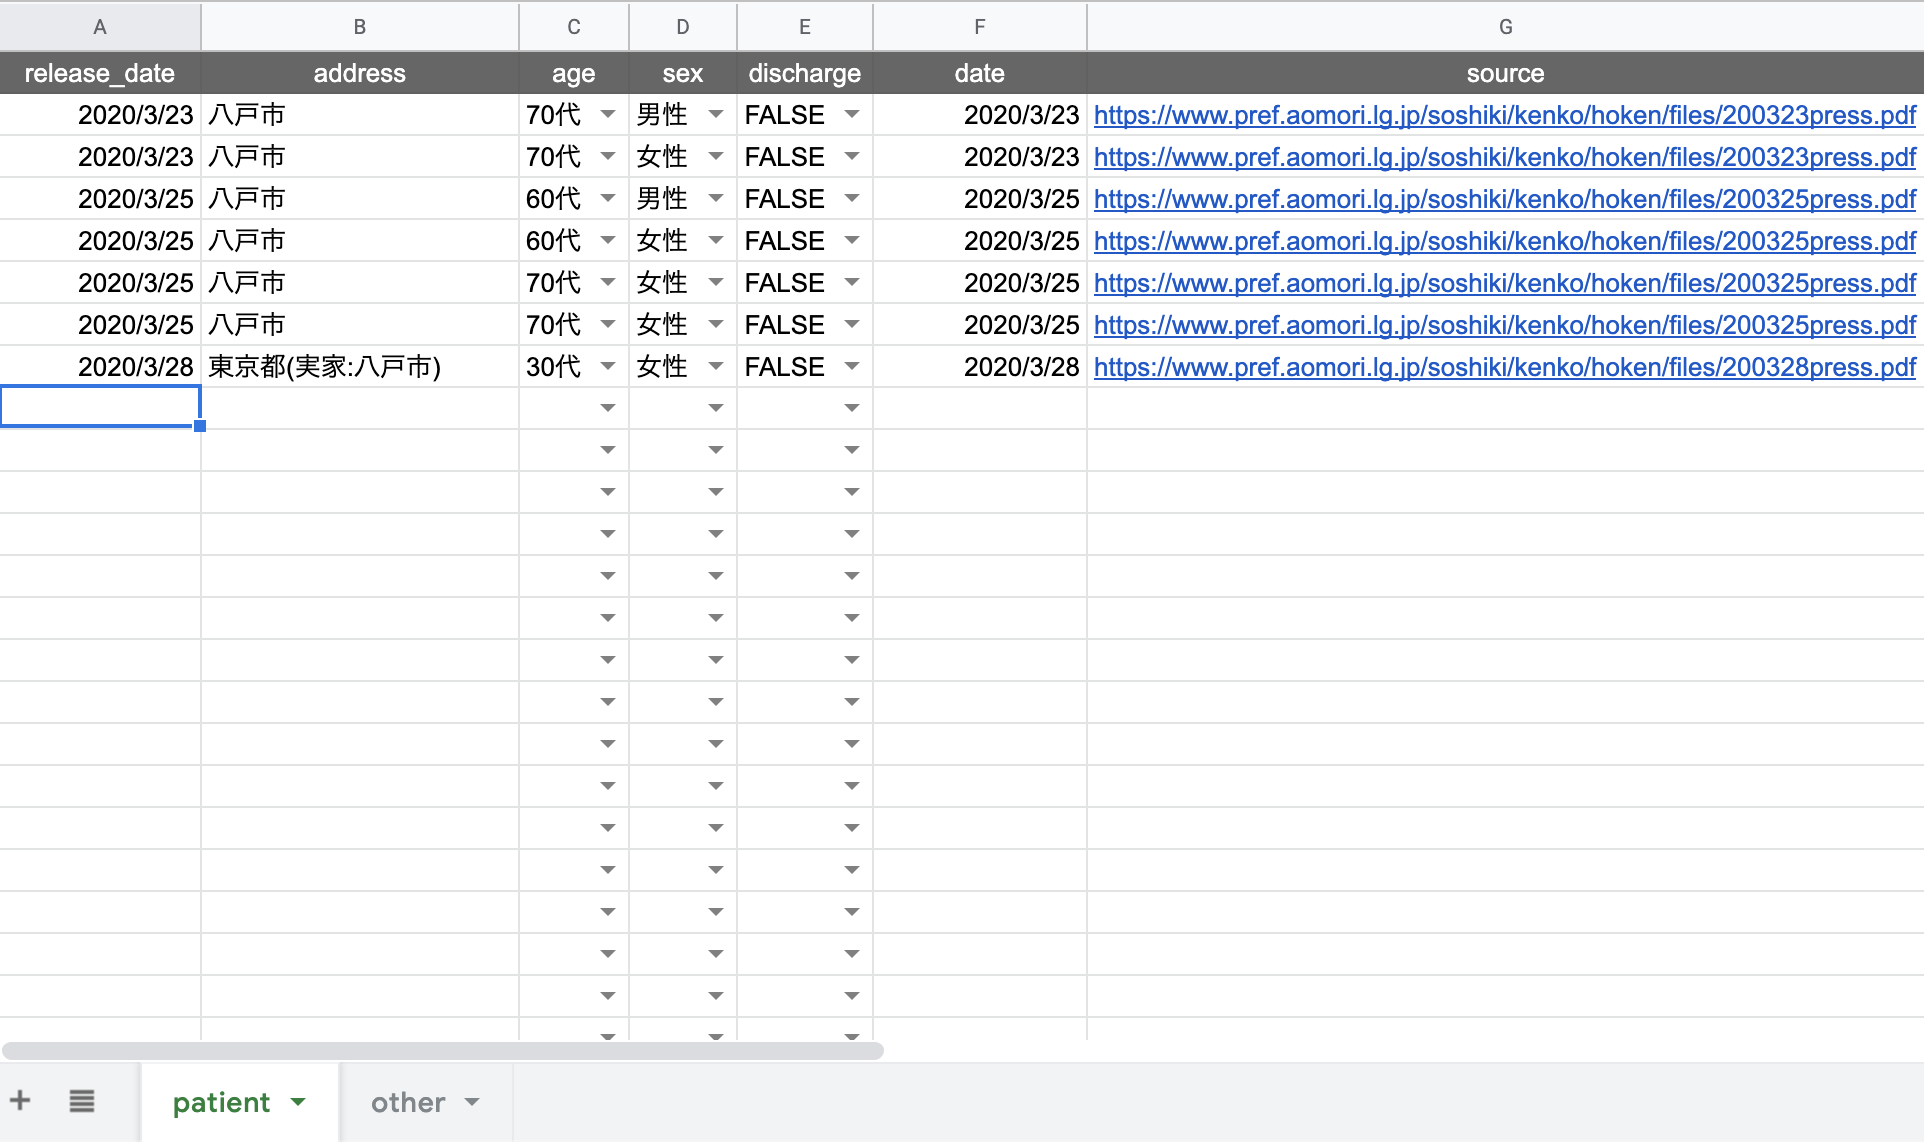 A B C D E F G
release_date address age sex discharge date source
2020/3/23 八戸市 70代 男性 FALSE 2020/3/23 https://www.pref.aomori.lg.jp/soshiki/kenko/hoken/files/200323press.pdf
2020/3/23 八戸市 70代 女性 FALSE 2020/3/23 https://www.pref.aomori.lg.jp/soshiki/kenko/hoken/files/200323press.pdf
2020/3/25 八戸市 60代 男性 FALSE 2020/3/25 https://www.pref.aomori.lg.jp/soshiki/kenko/hoken/files/200325press.pdf
2020/3/25 八戸市 60代 女性 FALSE 2020/3/25 https://www.pref.aomori.lg.jp/soshiki/kenko/hoken/files/200325press.pdf
2020/3/25 八戸市 70代 女性 FALSE 2020/3/25 https://www.pref.aomori.lg.jp/soshiki/kenko/hoken/files/200325press.pdf
2020/3/25 八戸市 70代 女性 FALSE 2020/3/25 https://www.pref.aomori.lg.jp/soshiki/kenko/hoken/files/200325press.pdf
2020/3/28 東京都(実家:八戸市) 30代 女性 FALSE 2020/3/28 https://www.pref.aomori.lg.jp/soshiki/kenko/hoken/files/200328press.pdf
patient other